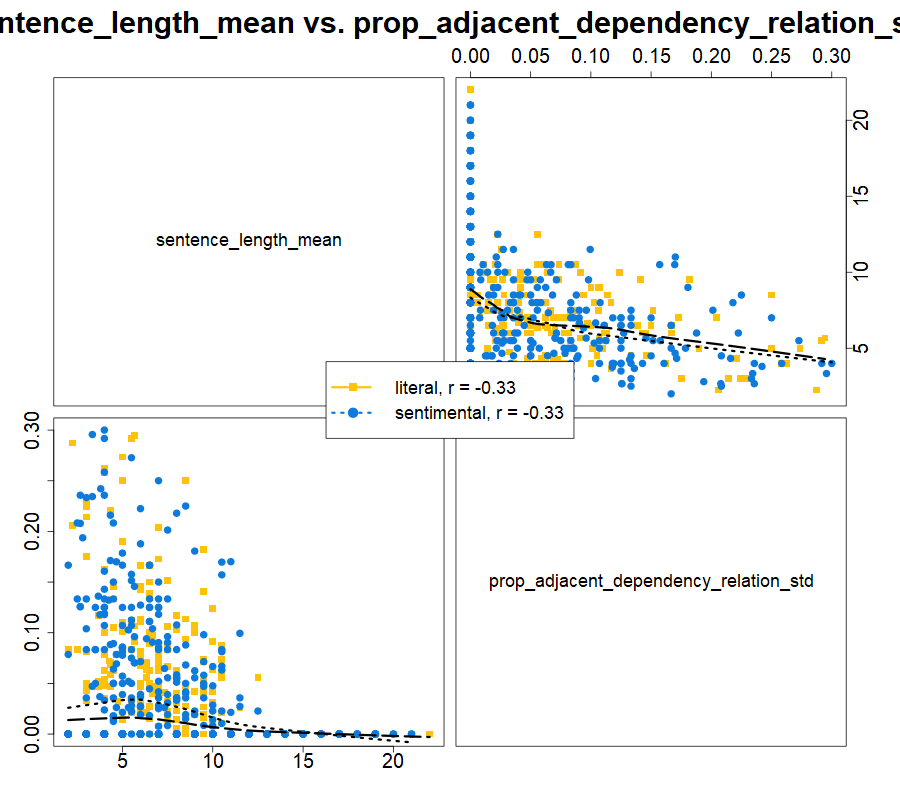 ntence_length_mean vs. prop_adjacent_dependency_relation_s
0.00 0.05 0.10 0.15 0.20 0.25 0.30
sentence_length_mean
20
15
10
5
literal, r = -0.33
sentimental, r = -0.33
0.30
0.20
0.10
0.00
prop_adjacent_dependency_relation_std
5 10 15 20